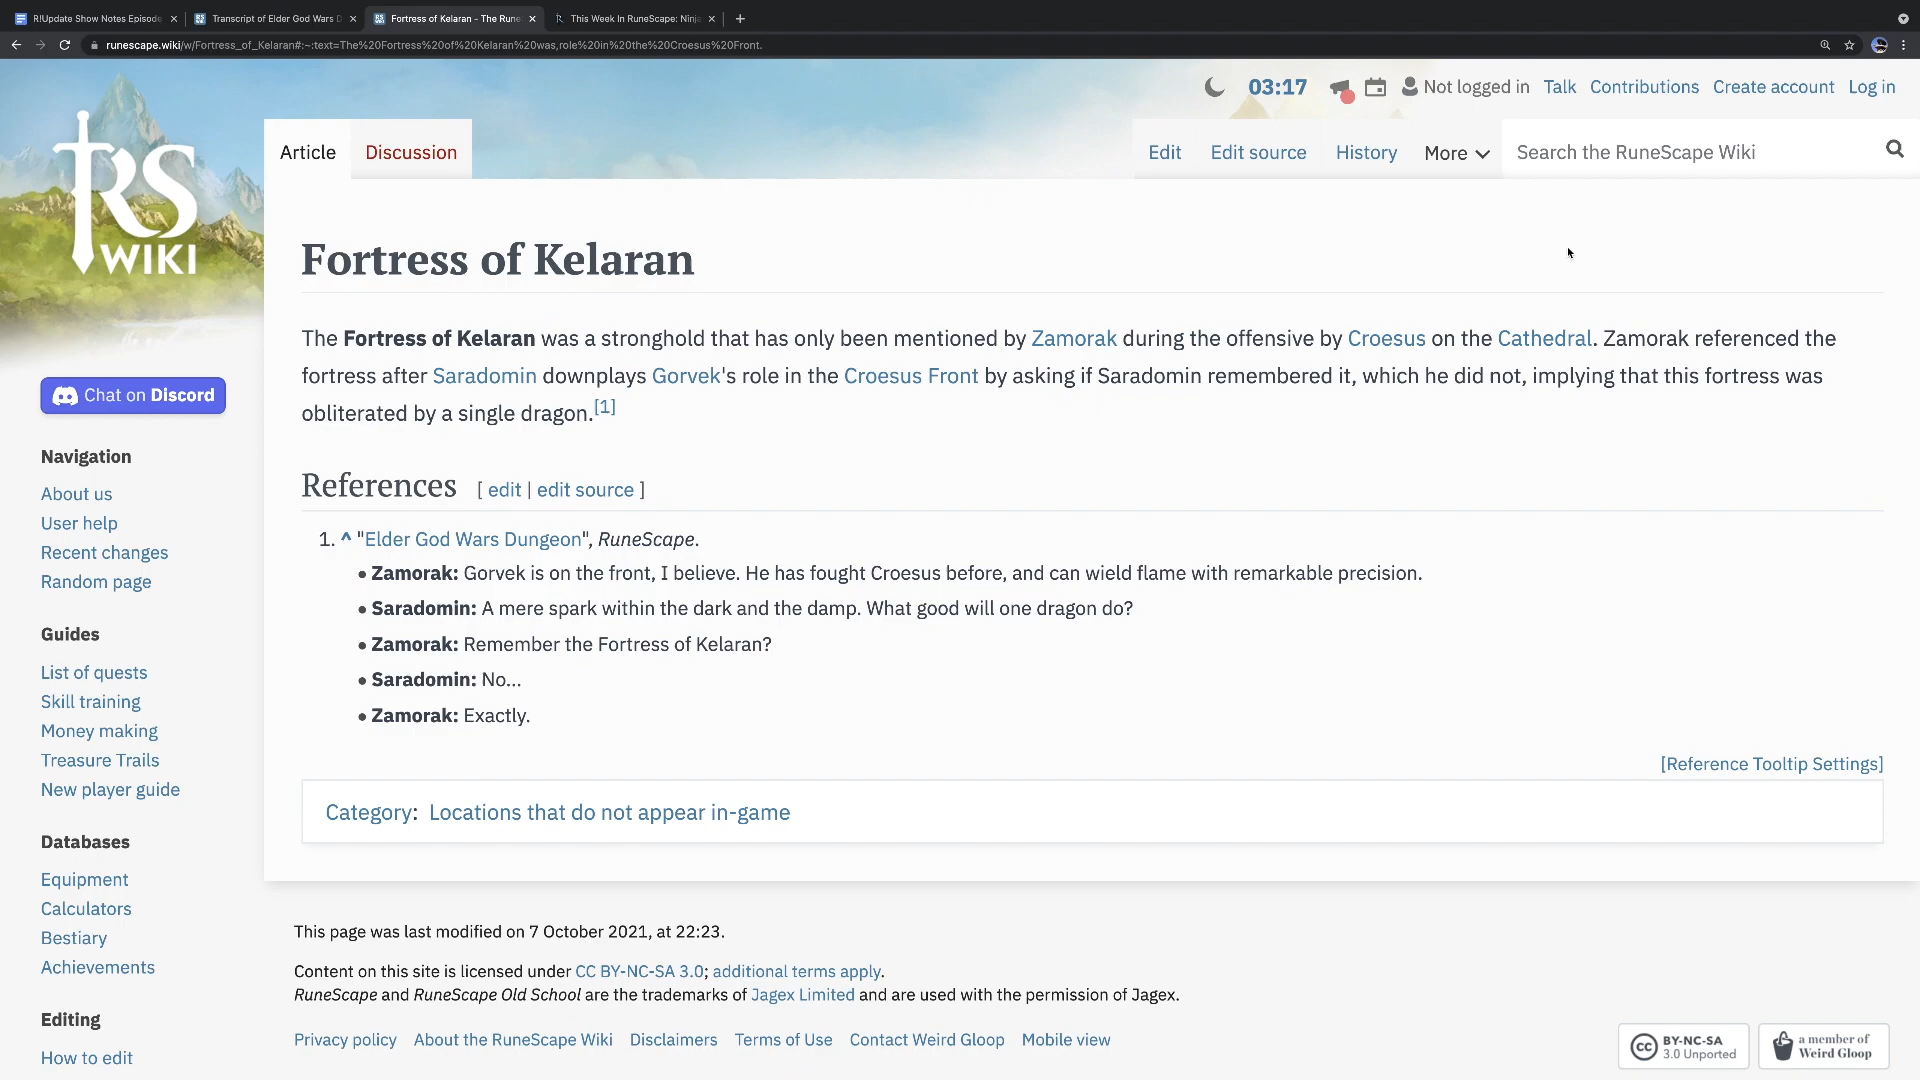 R!Update Show Notes Episode
Transcript of Elder God Wars D
Fortress of Kelaran - The Rune
This Week In RuneScape: Ninja
runescape.wiki/w/Fortress_of_Kelaran#:~:text=The%20Fortress%20of%20Kelaran%20was,role%20in%20the%20Croesus%20Front.
03:17 Not logged in Talk Contributions Create account Log in
RS
WIKI
Article Discussion Edit Edit source History More Search the RuneScape Wiki
Fortress of Kelaran
The Fortress of Kelaran was a stronghold that has only been mentioned by Zamorak during the offensive by Croesus on the Cathedral. Zamorak referenced the
fortress after Saradomin downplays Gorvek's role in the Croesus Front by asking if Saradomin remembered it, which he did not, implying that this fortress was
obliterated by a single dragon.[1]
References [ edit | edit source ]
1. ^ "Elder God Wars Dungeon", RuneScape.
• Zamorak: Gorvek is on the front, I believe. He has fought Croesus before, and can wield flame with remarkable precision.
• Saradomin: A mere spark within the dark and the damp. What good will one dragon do?
• Zamorak: Remember the Fortress of Kelaran?
• Saradomin: No...
• Zamorak: Exactly.
[Reference Tooltip Settings]
Category: Locations that do not appear in-game
Chat on Discord
Navigation
About us
User help
Recent changes
Random page
Guides
List of quests
Skill training
Money making
Treasure Trails
New player guide
Databases
Equipment
Calculators
Bestiary
Achievements
Editing
How to edit
This page was last modified on 7 October 2021, at 22:23.
Content on this site is licensed under CC BY-NC-SA 3.0; additional terms apply.
RuneScape and RuneScape Old School are the trademarks of Jagex Limited and are used with the permission of Jagex.
Privacy policy About the RuneScape Wiki Disclaimers Terms of Use Contact Weird Gloop Mobile view
cc BY-NC-SA
3.0 Unported
a member of
Weird Gloop